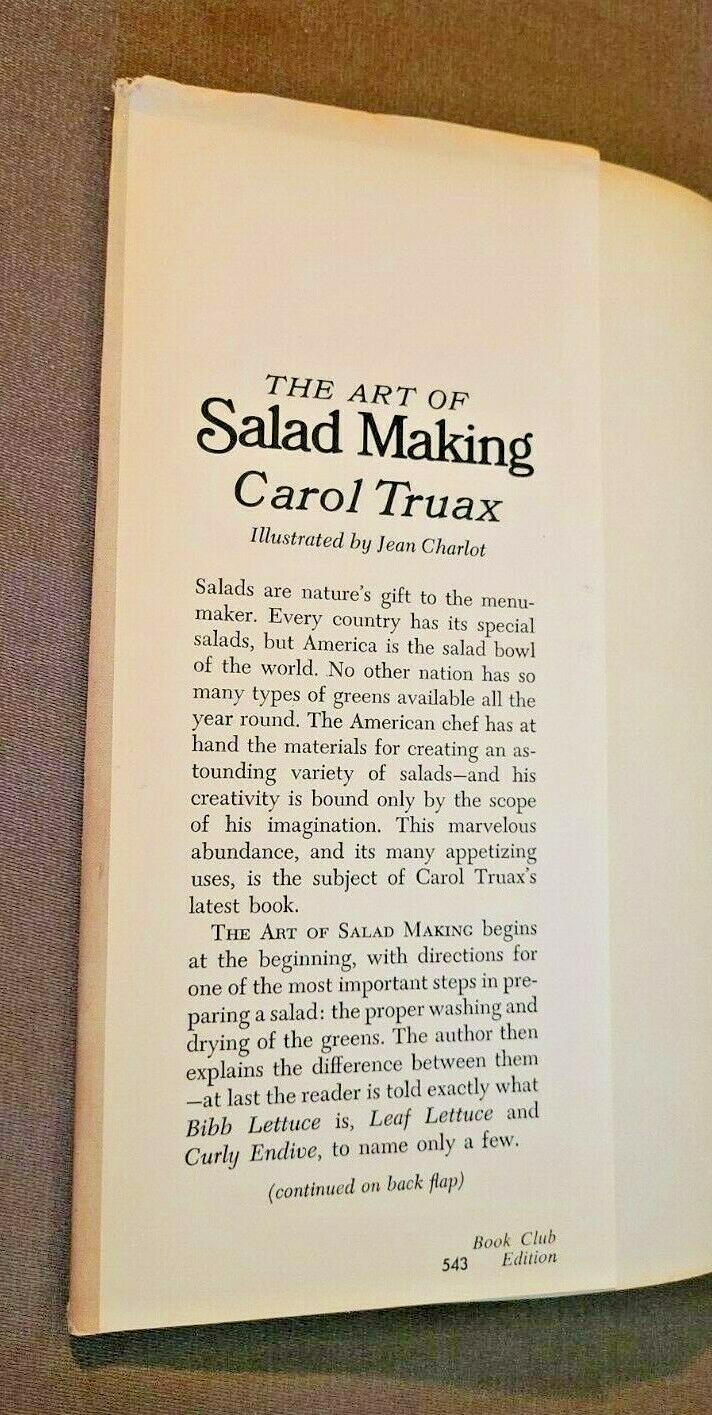 THE ART OF
Salad Making
Carol Truax
Illustrated by Jean Charlot
Salads are nature's gift to the menu-
maker. Every country has its special
salads, but America is the salad bowl
of the world. No other nation has so
many types of greens available all the
year round. The American chef has at
hand the materials for creating an as-
tounding variety of salads—and his
creativity is bound only by the scope
of his imagination. This marvelous
abundance, and its many appetizing
uses, is the subject of Carol Truax's
latest book.
THE ART OF SALAD MAKING begins
at the beginning, with directions for
one of the most important steps in pre-
paring a salad: the proper washing and
drying of the greens. The author then
explains the difference between them
—at last the reader is told exactly what
Bibb Lettuce is, Leaf Lettuce and
Curly Endive, to name only a few.
(continued on back flap)
Book Club
543 Edition